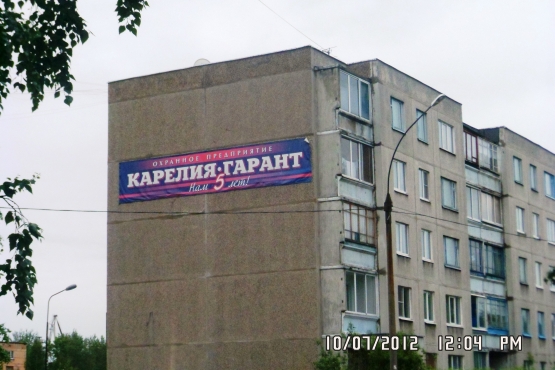 ОХРАННОЕ ПРЕДПРИЯТИЕ
КАРЕЛИЯ·ГАРАНТ
Нам 5 лет!
10/07/2012 12:04 PM